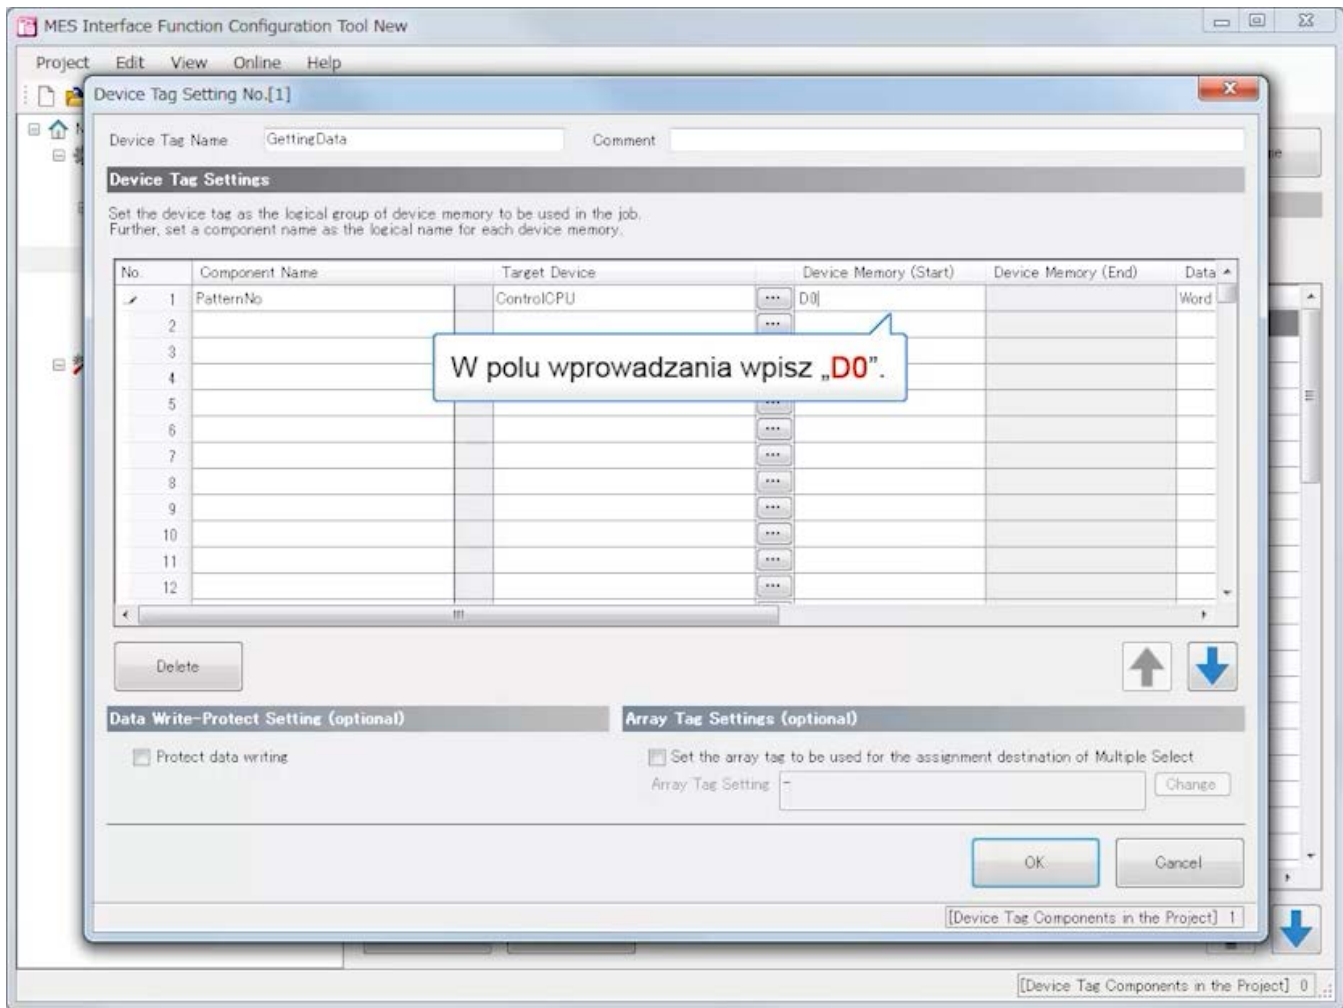 MES Interface Function Configuration Tool New
Project Edit View Online Help
Device Tag Setting No.[1]
Device Tag Name GettingData Comment
Device Tag Settings
Set the device tag as the logical group of device memory to be used in the job.
Further, set a component name as the logical name for each device memory.
No. Component Name Target Device Device Memory (Start) Device Memory (End) Data
1 PatternNo ControlCPU ... D0 Word
2 ...
3
W polu wprowadzania wpisz „D0”.
4
5 ...
6 ...
7 ...
8 ...
9 ...
10 ...
11 ...
12 ...
Delete
Data Write-Protect Setting (optional) Array Tag Settings (optional)
Protect data writing Set the array tag to be used for the assignment destination of Multiple Select
Array Tag Setting - Change
OK Cancel
[Device Tag Components in the Project] 1
[Device Tag Components in the Project] 0